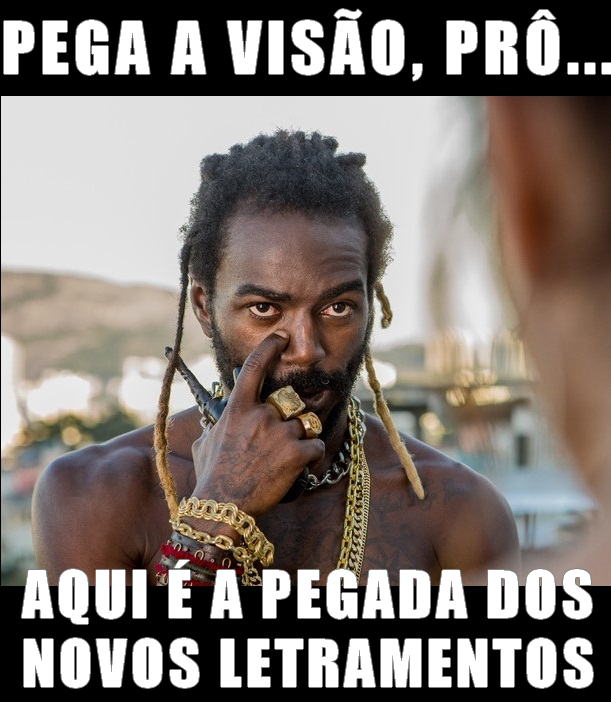 PEGA A VISÃO, PRÔ...
AQUI É A PEGADA DOS
NOVOS LETRAMENTOS